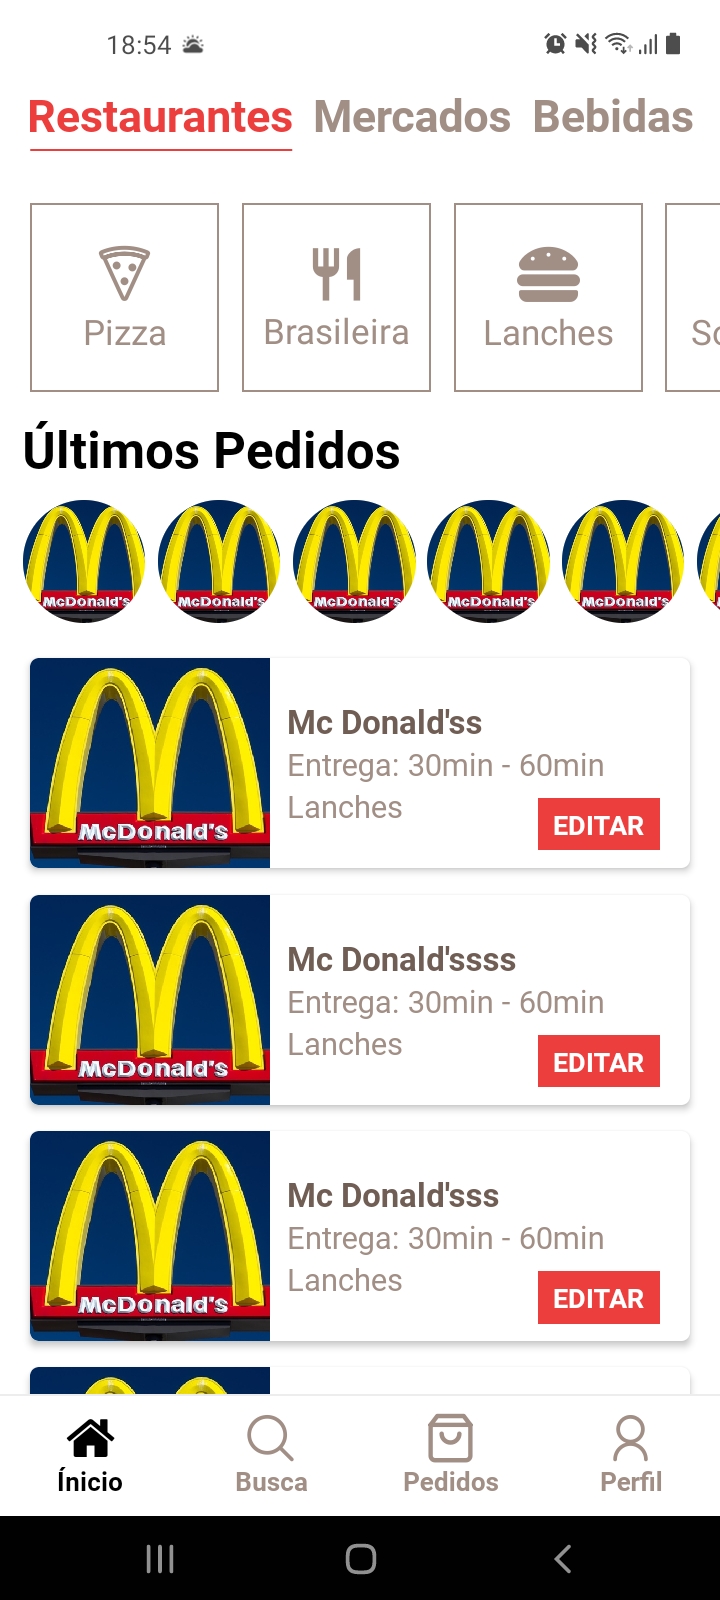 18:54
Restaurantes Mercados Bebidas
Pizza
Brasileira
Lanches
Últimos Pedidos
McDonald's
McDonald's
McDonald's
McDonald's
McDonald's
McDonald's
Mc Donald'ss
Entrega: 30min - 60min
Lanches
EDITAR
McDonald's
Mc Donald'ssss
Entrega: 30min - 60min
Lanches
EDITAR
McDonald's
Mc Donald'sss
Entrega: 30min - 60min
Lanches
EDITAR
Ínicio Busca Pedidos Perfil